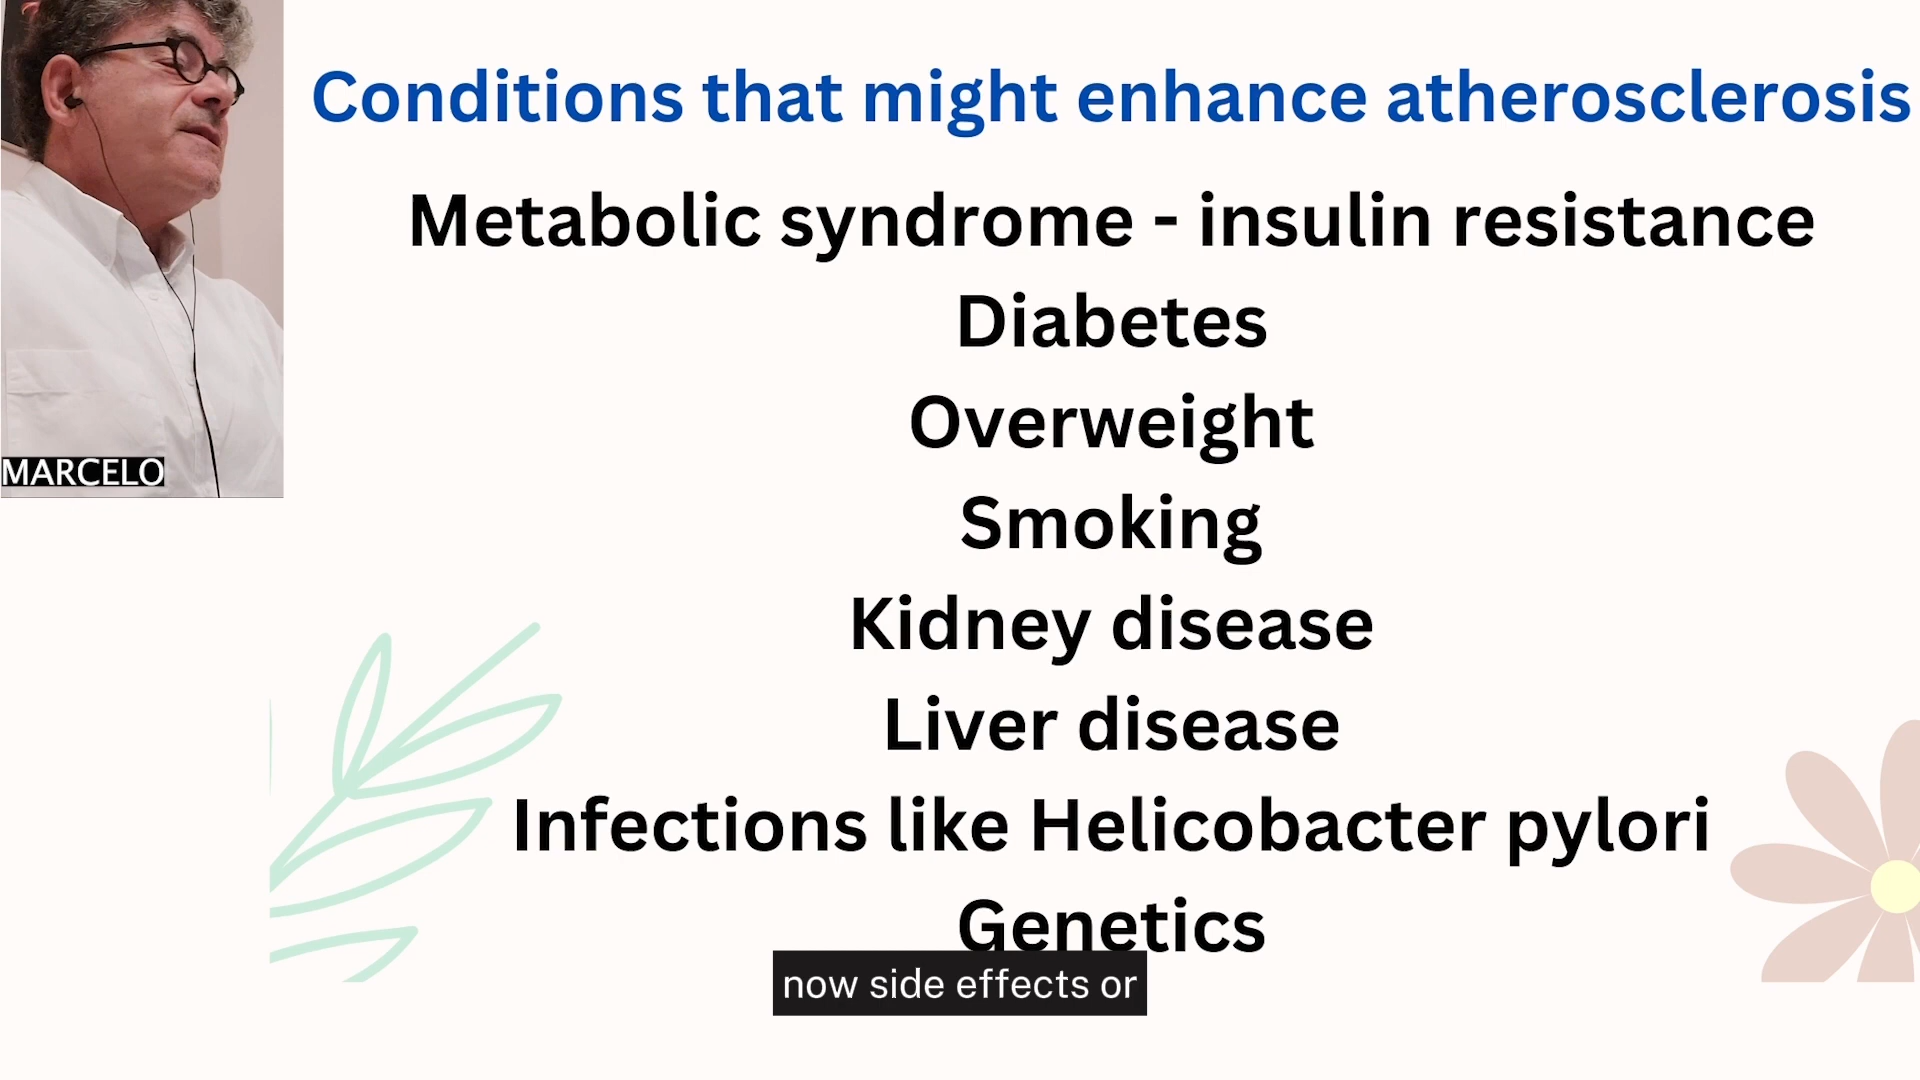 Conditions that might enhance atherosclerosis
Metabolic syndrome - insulin resistance
Diabetes
Overweight
Smoking
Kidney disease
Liver disease
Infections like Helicobacter pylori
Genetics
MARCELO
now side effects or